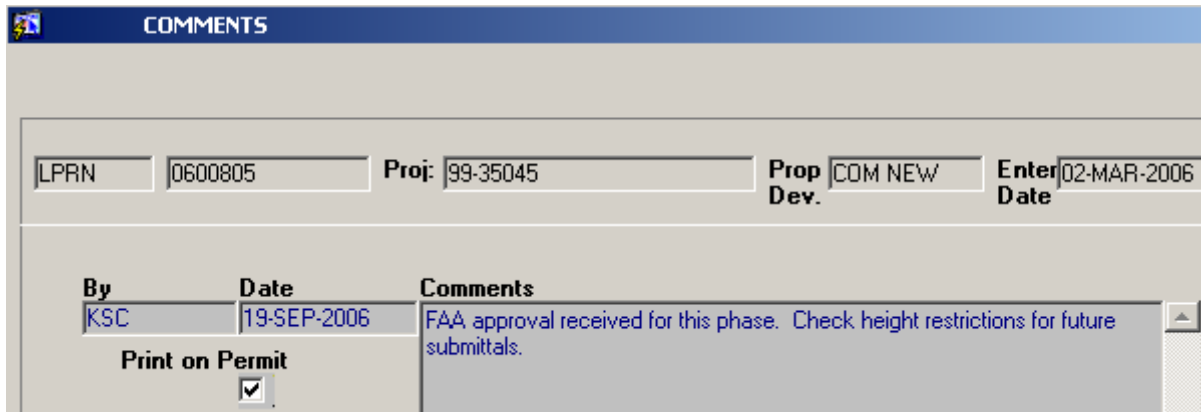 COMMENTS
LPRN 0600805 Proj: 99-35045 Prop Dev. COM NEW Enter Date 02-MAR-2006
By Date Comments
KSC 19-SEP-2006 FAA approval received for this phase. Check height restrictions for future
submittals.
Print on Permit